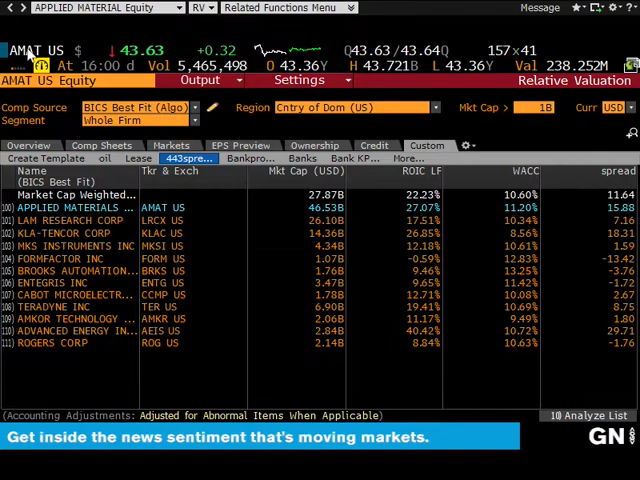 < > APPLIED MATERIAL Equity RV Related Functions Menu Message
AMAT US $ ↓43.63 +0.32 Q43.63/43.64Q 157×41
At 16:00 d Vol 5,465,498 O 43.36Y H 43.721B L 43.36Y Val 238.252M
AMAT US Equity Output Settings Relative Valuation
Comp Source BICS Best Fit (Algo) Region Cntry of Dom (US) Mkt Cap > 1B Curr USD
Segment Whole Firm
Overview Comp Sheets Markets EPS Preview Ownership Credit Custom
Create Template oil Lease 443spre... Bankpro... Banks Bank KP... More...
Name Tkr & Exch Mkt Cap (USD) ROIC LF WACC spread
(BICS Best Fit)
Market Cap Weighted... 27.87B 22.23% 10.60% 11.64
100) APPLIED MATERIALS ... AMAT US 46.53B 27.07% 11.20% 15.88
101) LAM RESEARCH CORP LRCX US 26.10B 17.51% 10.34% 7.16
102) KLA-TENCOR CORP KLAC US 14.36B 26.85% 8.56% 18.31
103) MKS INSTRUMENTS INC MKSI US 4.34B 12.18% 10.61% 1.59
104) FORMFACTOR INC FORM US 1.07B -0.59% 12.83% -13.42
105) BROOKS AUTOMATION... BRKS US 1.76B 9.46% 13.25% -3.76
106) ENTEGRIS INC ENTG US 3.47B 9.65% 11.42% -1.72
107) CABOT MICROELECTR... CCMP US 1.78B 12.71% 10.08% 2.67
108) TERADYNE INC TER US 6.90B 19.41% 10.69% 8.75
109) AMKOR TECHNOLOGY ... AMKR US 2.06B 11.17% 9.49% 1.80
110) ADVANCED ENERGY IN... AEIS US 2.84B 40.42% 10.72% 29.71
111) ROGERS CORP ROG US 2.14B 8.84% 10.63% -1.76
(Accounting Adjustments: Adjusted for Abnormal Items When Applicable) 10) Analyze List
Get inside the news sentiment that's moving markets. GN